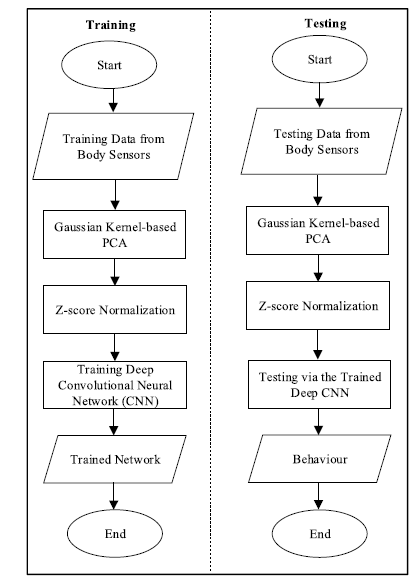 Training
Start
Training Data from
Body Sensors
Gaussian Kernel-based
PCA
Z-score Normalization
Training Deep
Convolutional Neural
Network (CNN)
Trained Network
End
Testing
Start
Testing Data from
Body Sensors
Gaussian Kernel-based
PCA
Z-score Normalization
Testing via the Trained
Deep CNN
Behaviour
End